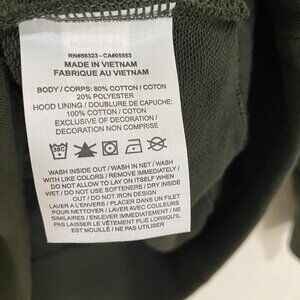 RN#56323 - CA#05553
MADE IN VIETNAM
FABRIQUE AU VIETNAM
BODY / CORPS: 80% COTTON / COTON
20% POLYESTER
HOOD LINING / DOUBLURE DE CAPUCHE:
100% COTTON / COTON
EXCLUSIVE OF DECORATION /
DECORATION NON COMPRISE
WASH INSIDE OUT / WASH IN NET / WASH
WITH LIKE COLORS / REMOVE IMMEDIATELY /
DO NOT ALLOW TO LAY ON ITSELF WHEN
WET / DO NOT USE SOFTENERS / DRY INSIDE
OUT / DO NOT IRON DESIGN
LAVER A L'ENVERS / PLACER DANS UN FILET
POUR NETTOYER / LAVER AVEC COULEURS
SIMILAIRES / ENLEVER IMMEDIATEMENT / NE
PAS LAISSER LE VÊTEMENT PLIÉ LORSQU'IL
EST MOUILLÉ / NE PAS UTILISER